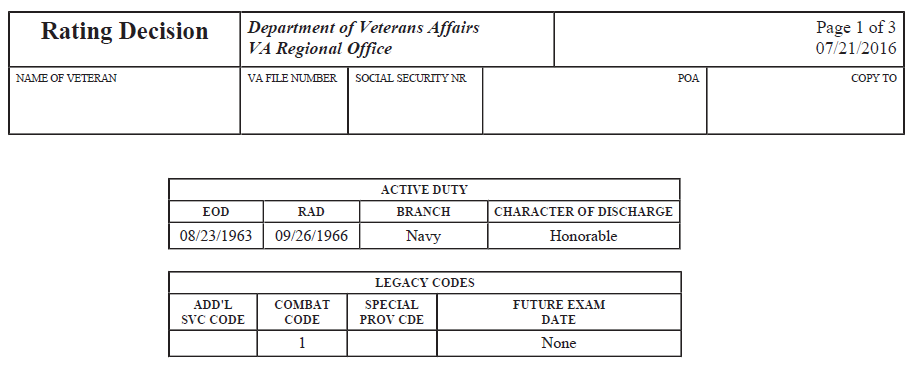 Rating Decision
Department of Veterans Affairs
VA Regional Office
Page 1 of 3
07/21/2016
NAME OF VETERAN
VA FILE NUMBER
SOCIAL SECURITY NR
POA
COPY TO
ACTIVE DUTY
EOD
RAD
BRANCH
CHARACTER OF DISCHARGE
08/23/1963
09/26/1966
Navy
Honorable
LEGACY CODES
ADD'L
SVC CODE
COMBAT
CODE
SPECIAL
PROV CDE
FUTURE EXAM
DATE
1
None